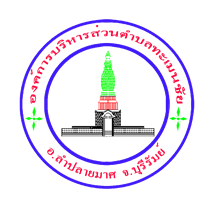 องค์การบริหารส่วนตำบลทะเมนชัย
อ.ลำปลายมาศ จ.บุรีรัมย์